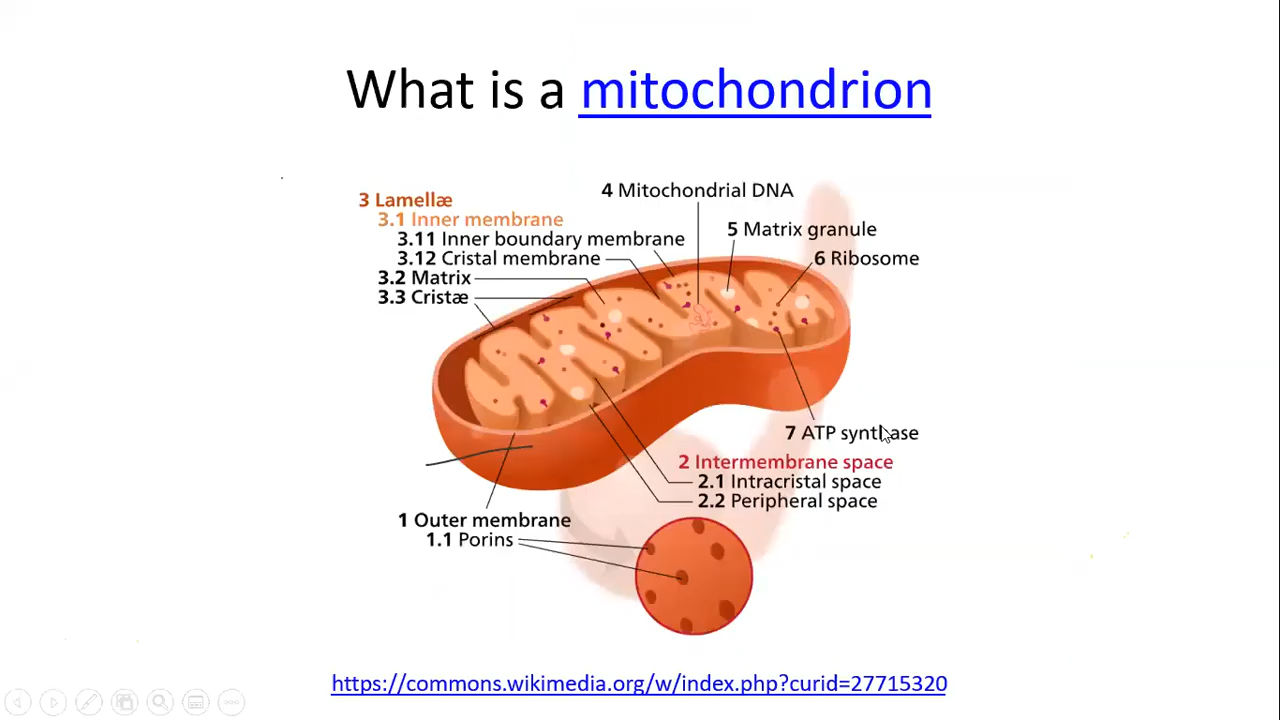 What is a mitochondrion
4 Mitochondrial DNA
3 Lamellæ
3.1 Inner membrane
5 Matrix granule
3.11 Inner boundary membrane
3.12 Cristal membrane
6 Ribosome
3.2 Matrix
3.3 Cristæ
7 ATP synthase
2 Intermembrane space
2.1 Intracristal space
2.2 Peripheral space
1 Outer membrane
1.1 Porins
https://commons.wikimedia.org/w/index.php?curid=27715320